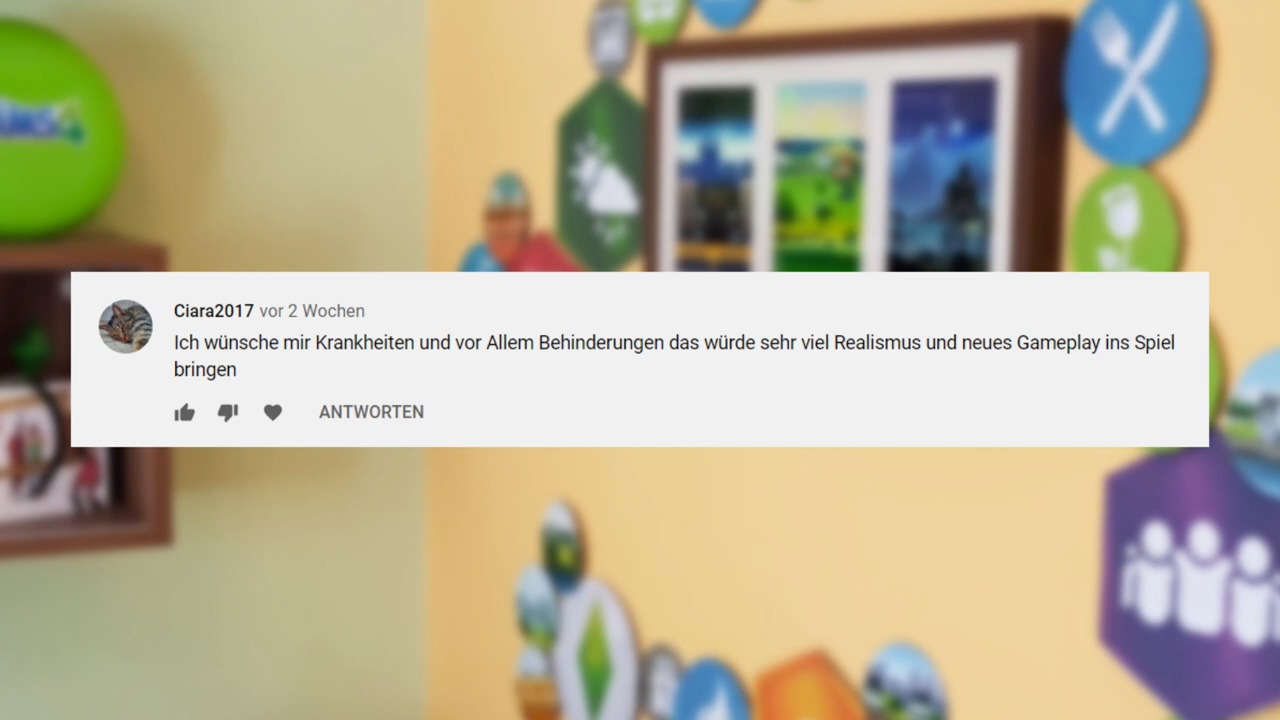 Ciara2017 vor 2 Wochen
Ich wünsche mir Krankheiten und vor Allem Behinderungen das würde sehr viel Realismus und neues Gameplay ins Spiel
bringen
ANTWORTEN